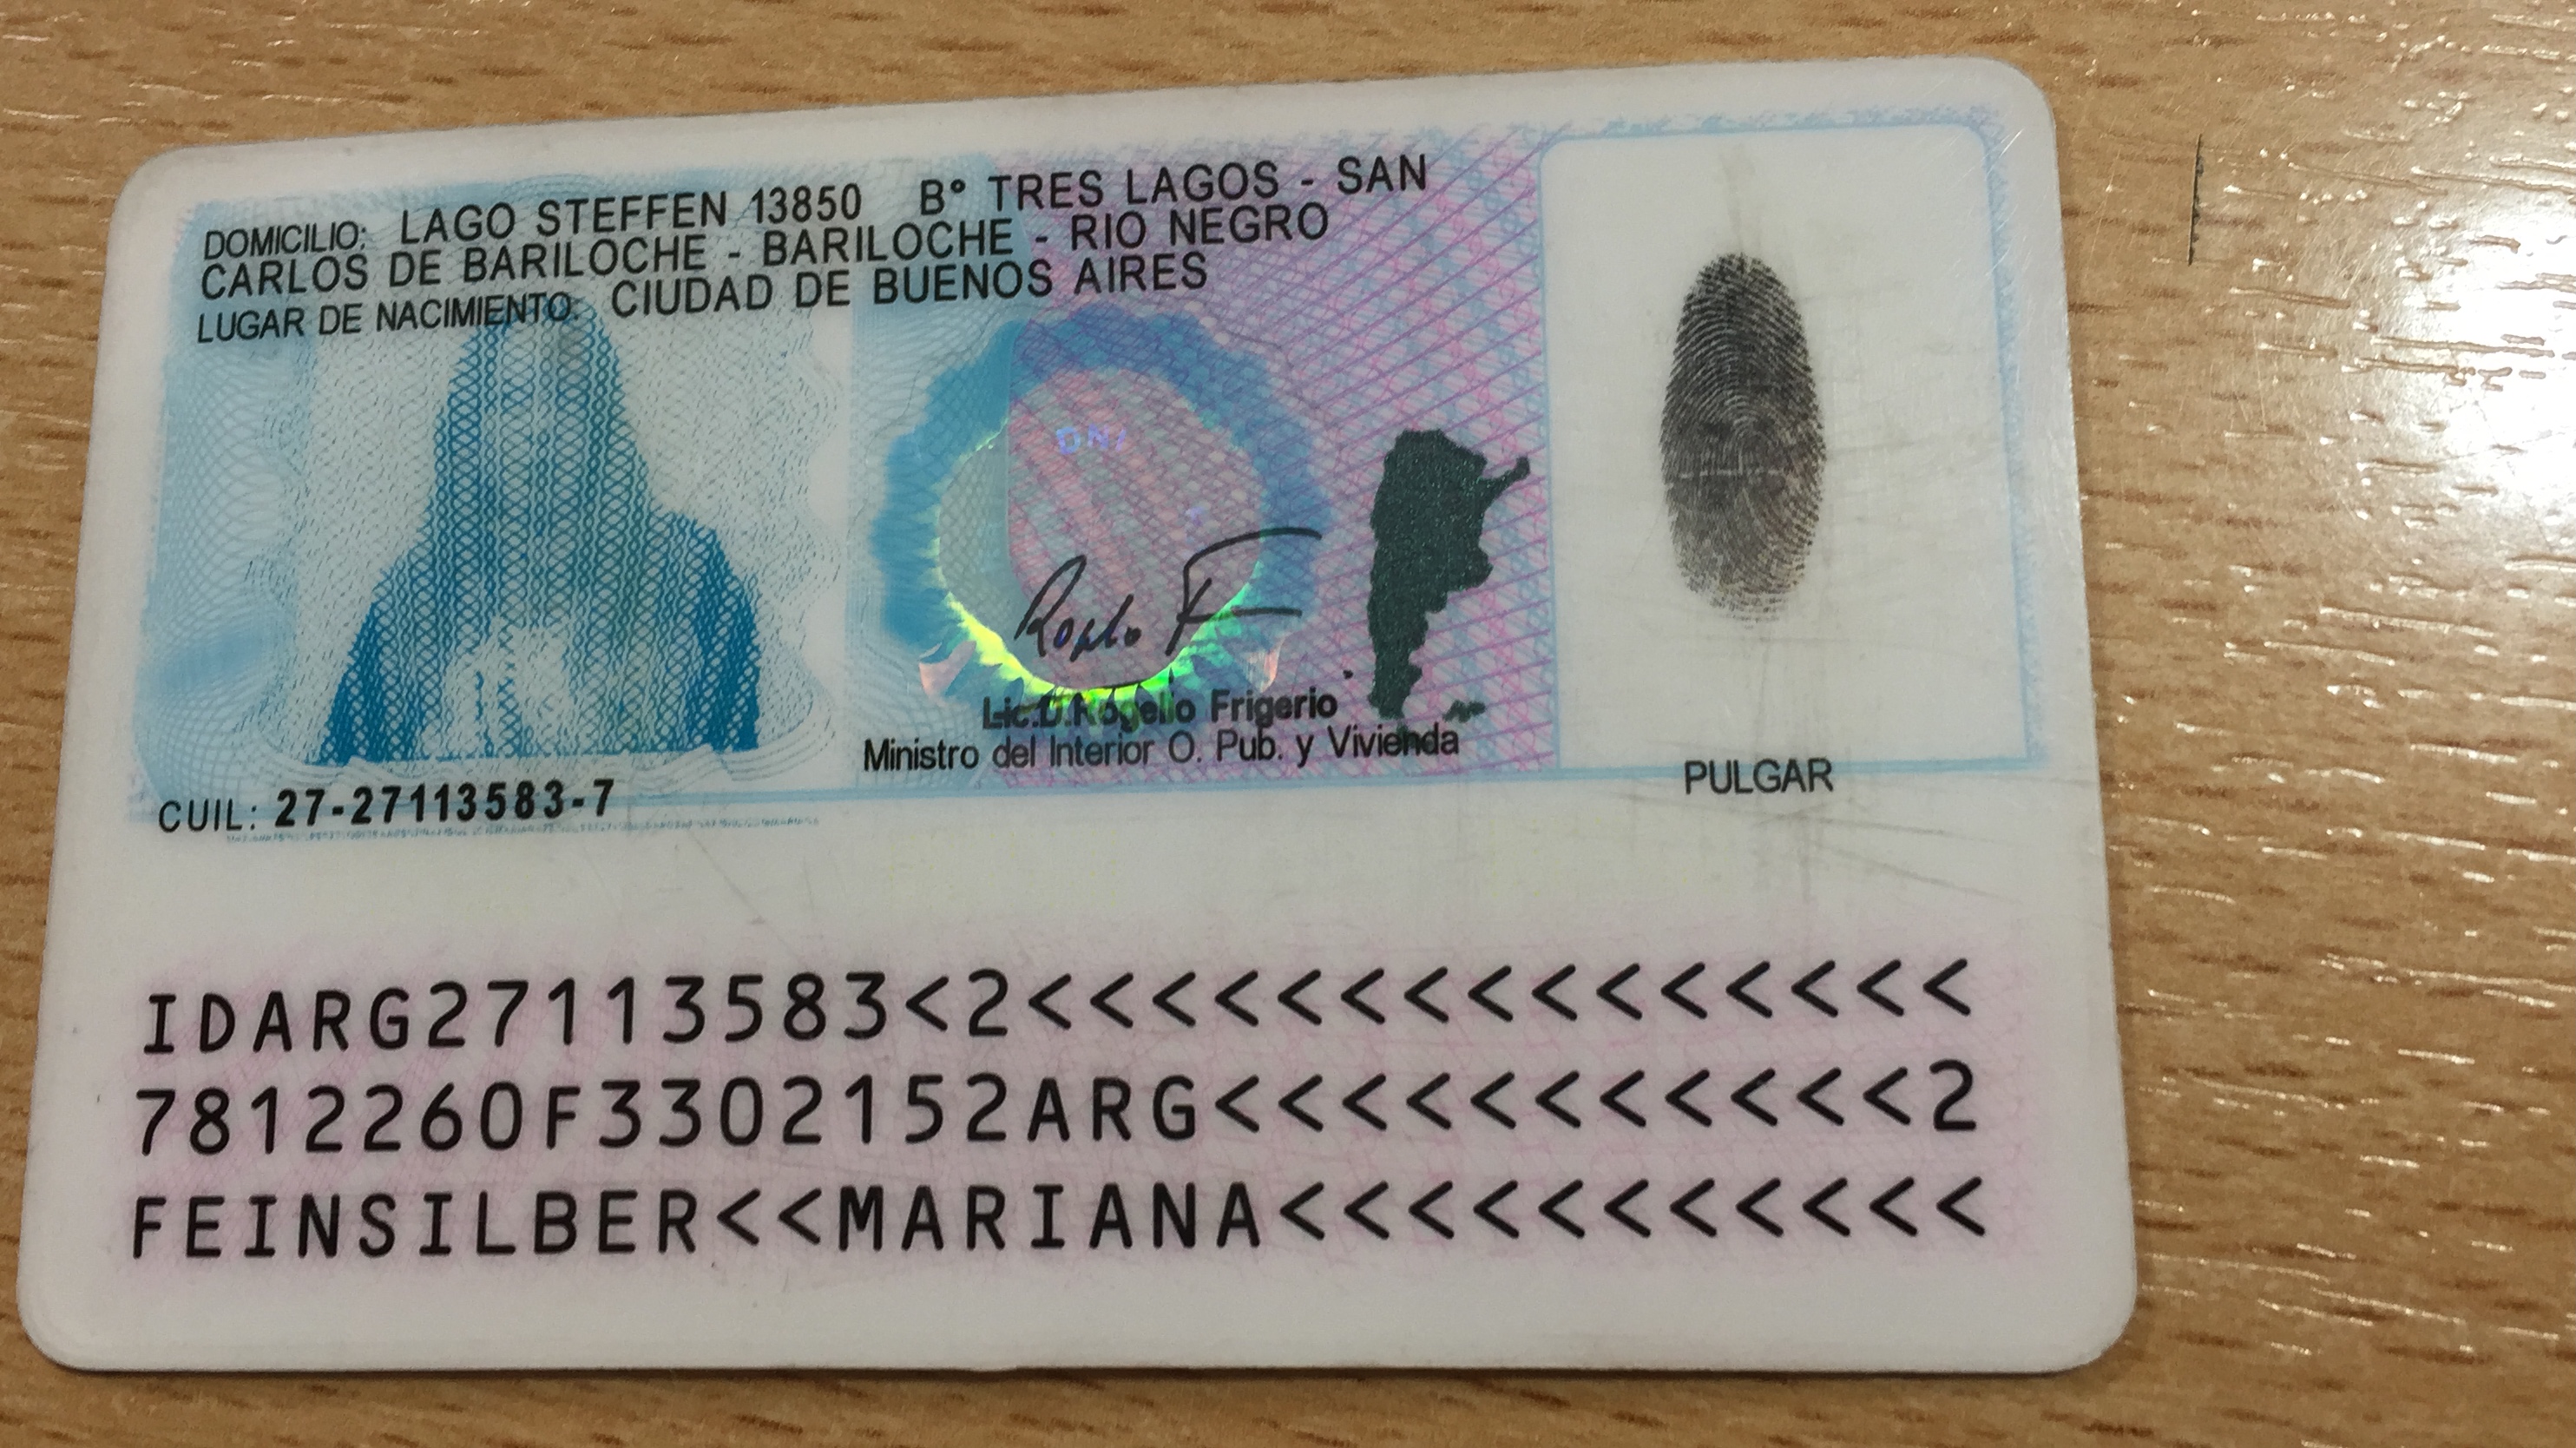 DOMICILIO: LAGO STEFFEN 13850 B° TRES LAGOS - SAN
CARLOS DE BARILOCHE - BARILOCHE - RIO NEGRO
LUGAR DE NACIMIENTO: CIUDAD DE BUENOS AIRES
DNI
Frigerio
Ministro del Interior O. Pub. y Vivienda
CUIL: 27-27113583-7
PULGAR
IDARG27113583<2<<<<<<<<<<<<<<<
7812260F3302152ARG<<<<<<<<<<<2
FEINSILBER<<MARIANA<<<<<<<<<<<